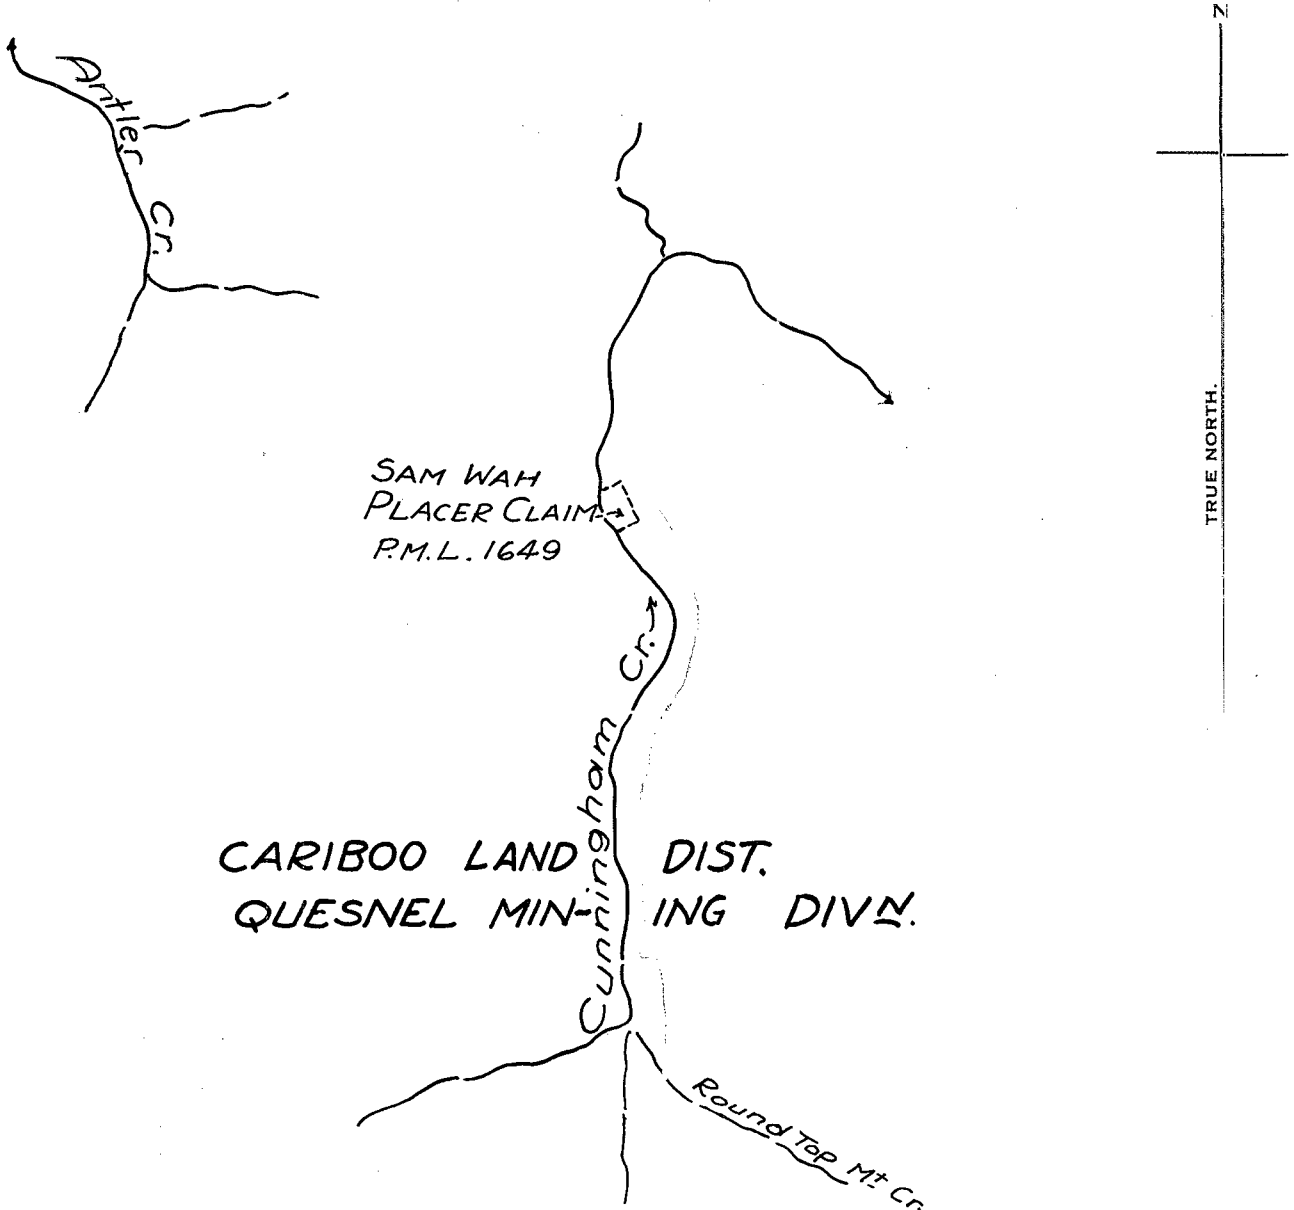 N
TRUE NORTH.
Antler Cr.
SAM WAH
PLACER CLAIM
P.M.L. 1649
Cunningham Cr.
CARIBOO LAND DIST.
QUESNEL MIN-ING DIVN.
Round Top Mt Cr.